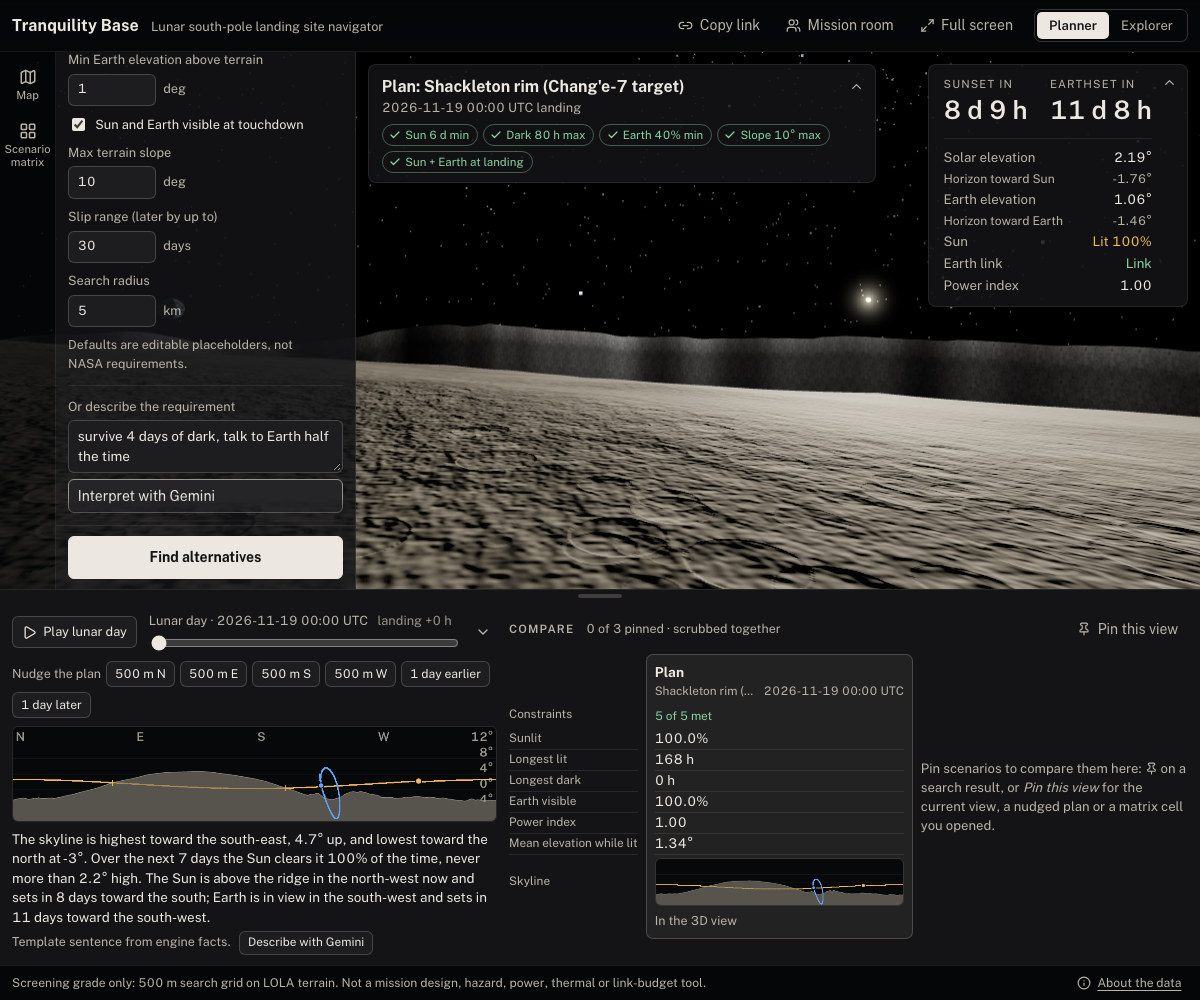 Tranquility Base Lunar south-pole landing site navigator
Copy link Mission room Full screen Planner Explorer
Map
Scenario
matrix
Min Earth elevation above terrain
1 deg
Sun and Earth visible at touchdown
Max terrain slope
10 deg
Slip range (later by up to)
30 days
Search radius
5 km
Defaults are editable placeholders, not
NASA requirements.
Or describe the requirement
survive 4 days of dark, talk to Earth half
the time
Interpret with Gemini
Find alternatives
Plan: Shackleton rim (Chang'e-7 target)
2026-11-19 00:00 UTC landing
Sun 6 d min Dark 80 h max Earth 40% min Slope 10° max
Sun + Earth at landing
SUNSET IN EARTHSET IN
8 d 9 h 11 d 8 h
Solar elevation 2.19°
Horizon toward Sun -1.76°
Earth elevation 1.06°
Horizon toward Earth -1.46°
Sun Lit 100%
Earth link Link
Power index 1.00
Play lunar day
Lunar day · 2026-11-19 00:00 UTC landing +0 h
Nudge the plan 500 m N 500 m E 500 m S 500 m W 1 day earlier
1 day later
N E S W 12°
8°
4°
0°
4°
The skyline is highest toward the south-east, 4.7° up, and lowest toward the
north at -3°. Over the next 7 days the Sun clears it 100% of the time, never
more than 2.2° high. The Sun is above the ridge in the north-west now and
sets in 8 days toward the south; Earth is in view in the south-west and sets in
11 days toward the south-west.
Template sentence from engine facts. Describe with Gemini
COMPARE 0 of 3 pinned · scrubbed together
Pin this view
Plan
Shackleton rim (... 2026-11-19 00:00 UTC
Constraints 5 of 5 met
Sunlit 100.0%
Longest lit 168 h
Longest dark 0 h
Earth visible 100.0%
Power index 1.00
Mean elevation while lit 1.34°
Skyline
In the 3D view
Pin scenarios to compare them here: on a
search result, or Pin this view for the
current view, a nudged plan or a matrix cell
you opened.
Screening grade only: 500 m search grid on LOLA terrain. Not a mission design, hazard, power, thermal or link-budget tool.
About the data